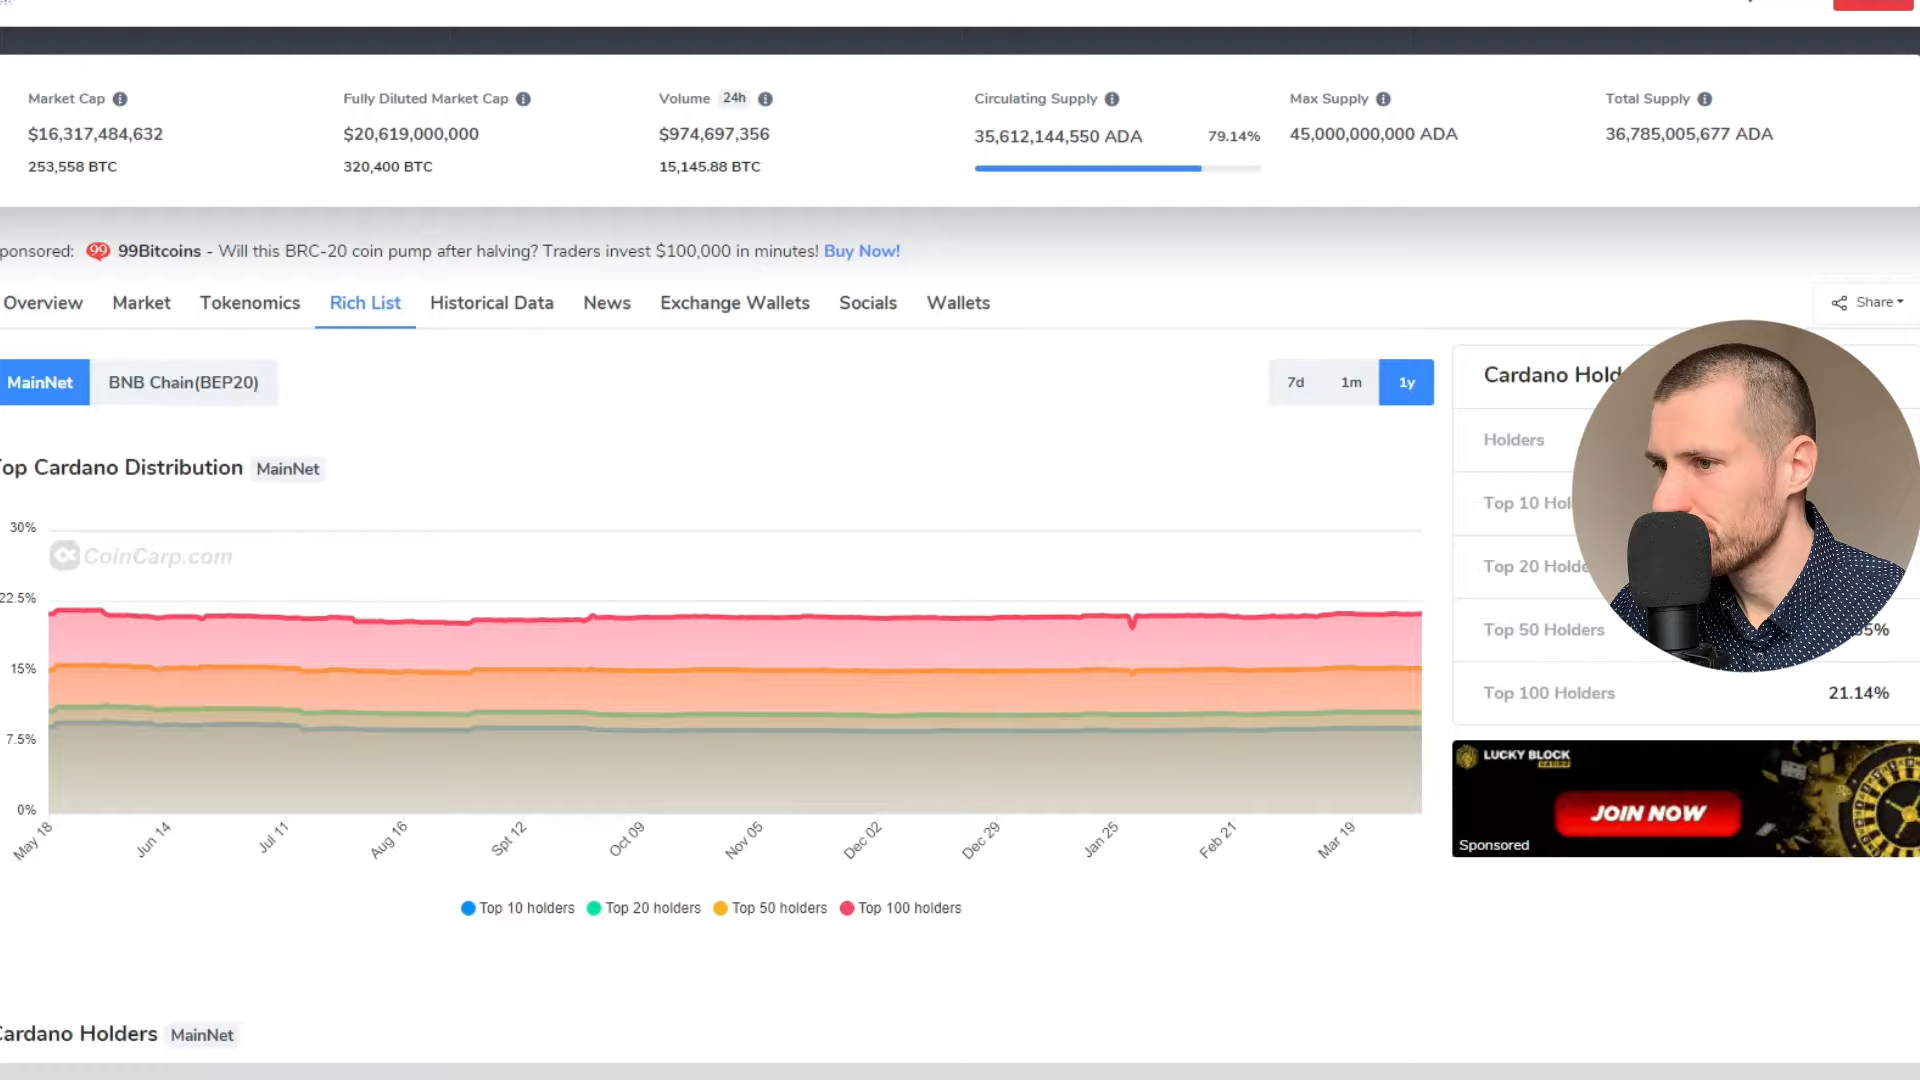 Market Cap
Fully Diluted Market Cap
Volume 24h
Circulating Supply
Max Supply
Total Supply
$16,317,484,632
$20,619,000,000
$974,697,356
35,612,144,550 ADA 79.14%
45,000,000,000 ADA
36,785,005,677 ADA
253,558 BTC
320,400 BTC
15,145.88 BTC
ponsored: 99 99Bitcoins - Will this BRC-20 coin pump after halving? Traders invest $100,000 in minutes! Buy Now!
Overview Market Tokenomics Rich List Historical Data News Exchange Wallets Socials Wallets
Share
MainNet BNB Chain(BEP20)
7d 1m 1y
Cardano Hold
Holders
Top 10 Hol
Top 20 Holde
Top 50 Holders 5%
Top 100 Holders 21.14%
op Cardano Distribution MainNet
30%
CoinCarp.com
22.5%
15%
7.5%
0%
May 18 Jun 14 Jul 11 Aug 16 Spt 12 Oct 09 Nov 05 Dec 02 Dec 29 Jan 25 Feb 21 Mar 19
Top 10 holders Top 20 holders Top 50 holders Top 100 holders
LUCKY BLOCK
CASINO
JOIN NOW
Sponsored
Cardano Holders MainNet